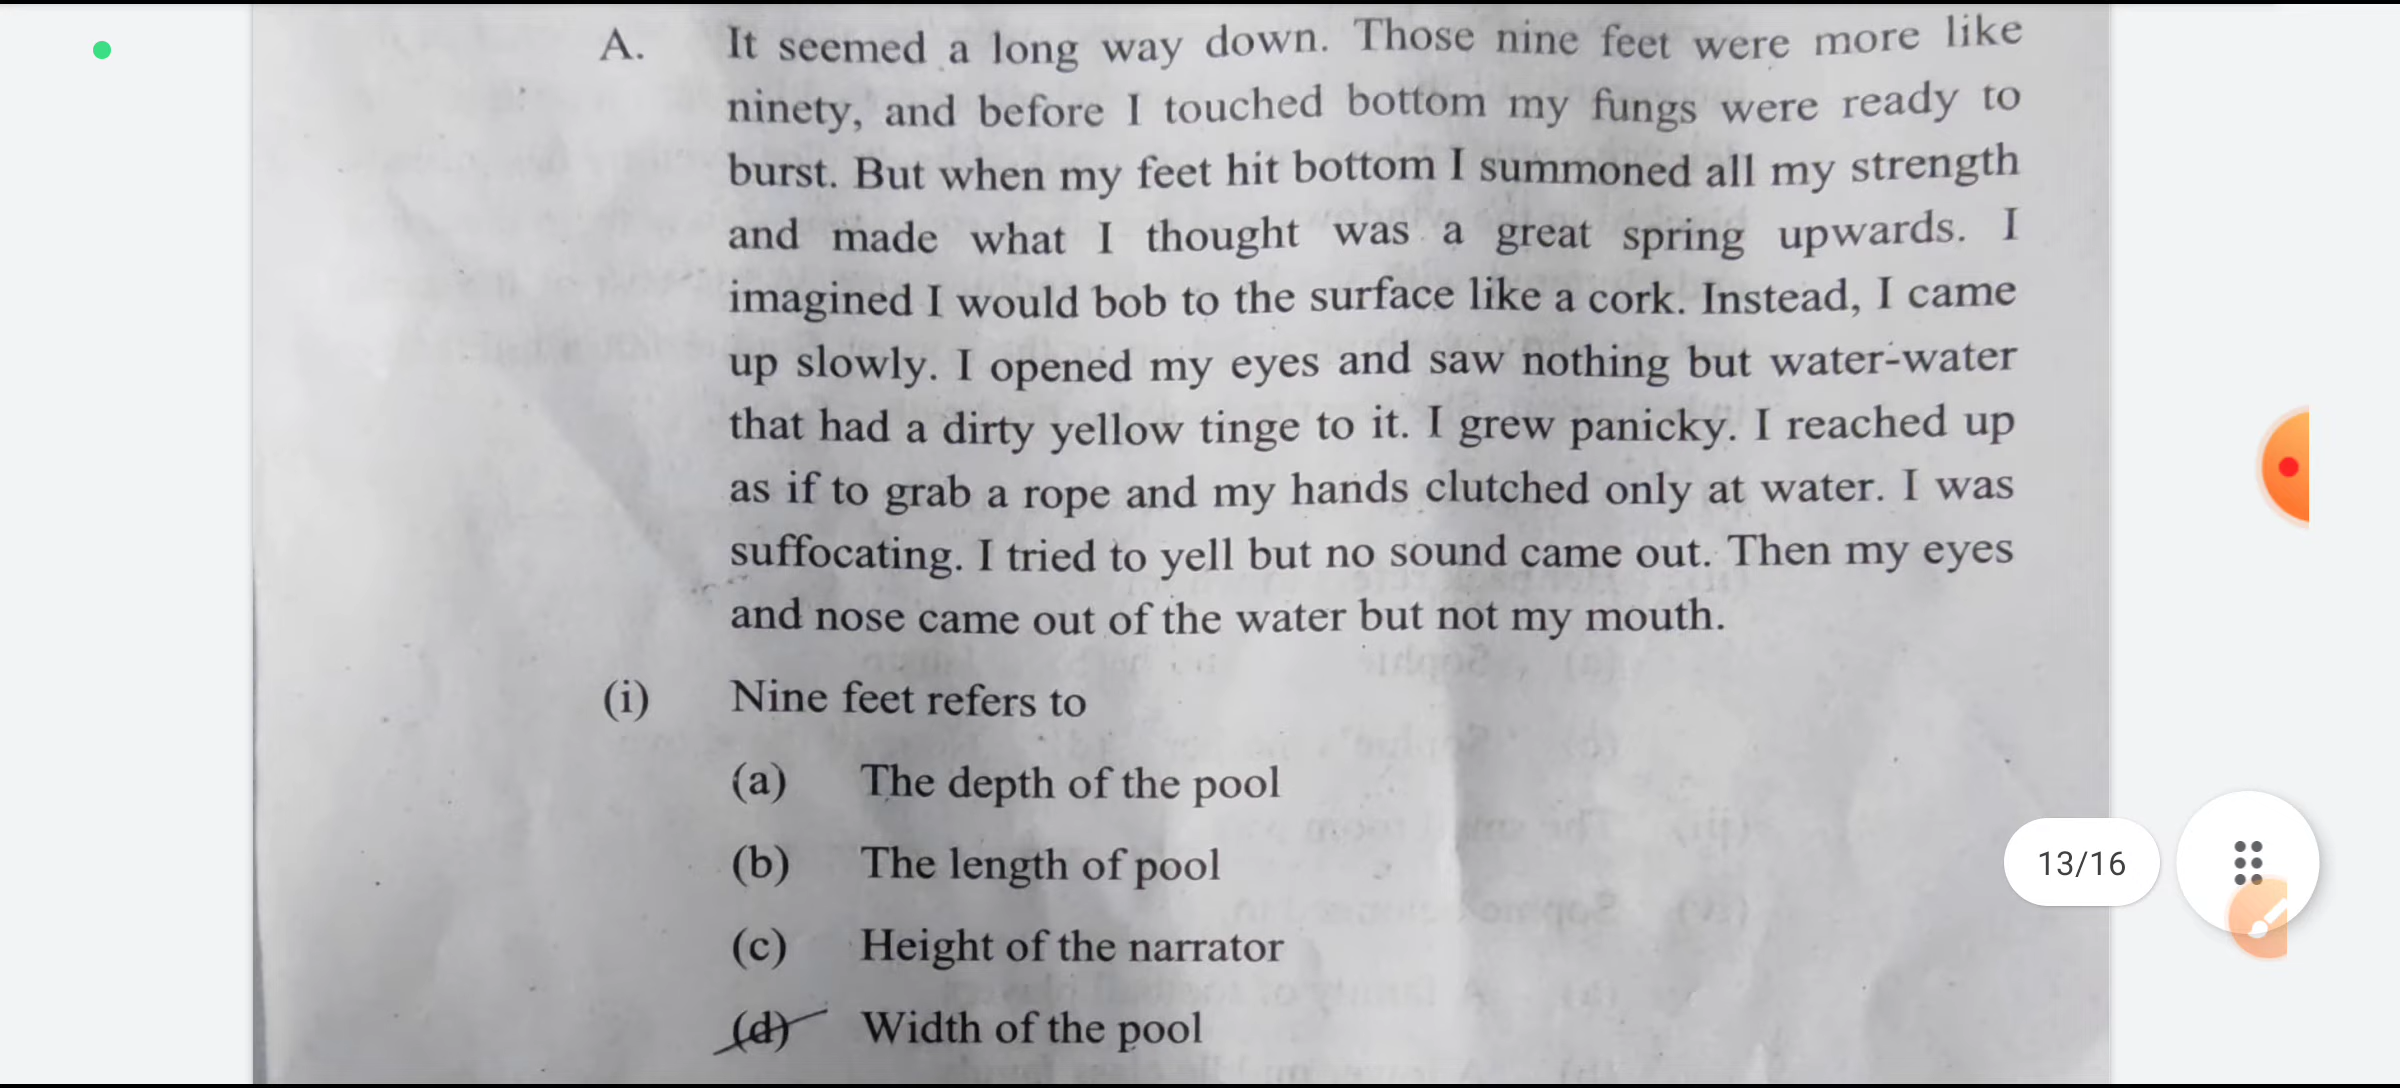 A. It seemed a long way down. Those nine feet were more like
ninety, and before I touched bottom my fungs were ready to
burst. But when my feet hit bottom I summoned all my strength
and made what I thought was a great spring upwards. I
imagined I would bob to the surface like a cork. Instead, I came
up slowly. I opened my eyes and saw nothing but water-water
that had a dirty yellow tinge to it. I grew panicky. I reached up
as if to grab a rope and my hands clutched only at water. I was
suffocating. I tried to yell but no sound came out. Then my eyes
and nose came out of the water but not my mouth.
(i) Nine feet refers to
(a) The depth of the pool
(b) The length of pool
13/16
(c) Height of the narrator
(d) Width of the pool